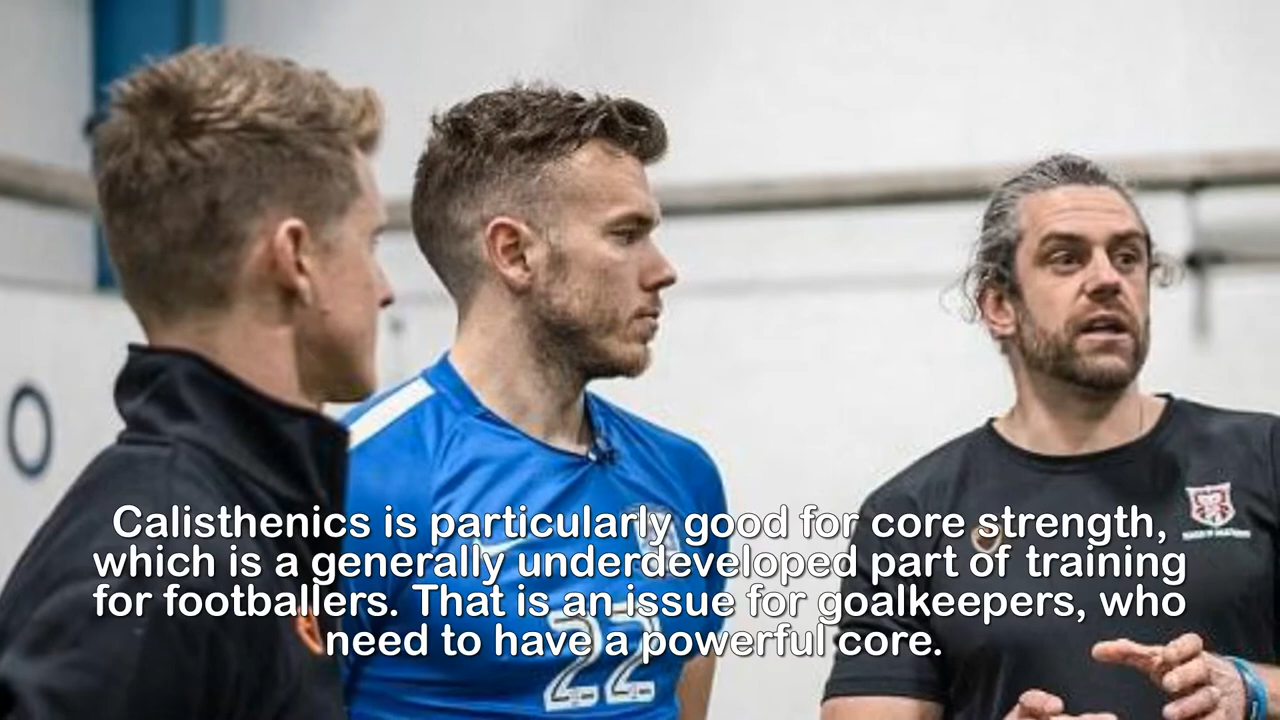 Calisthenics is particularly good for core strength,
which is a generally underdeveloped part of training
for footballers. That is an issue for goalkeepers, who
need to have a powerful core.
22